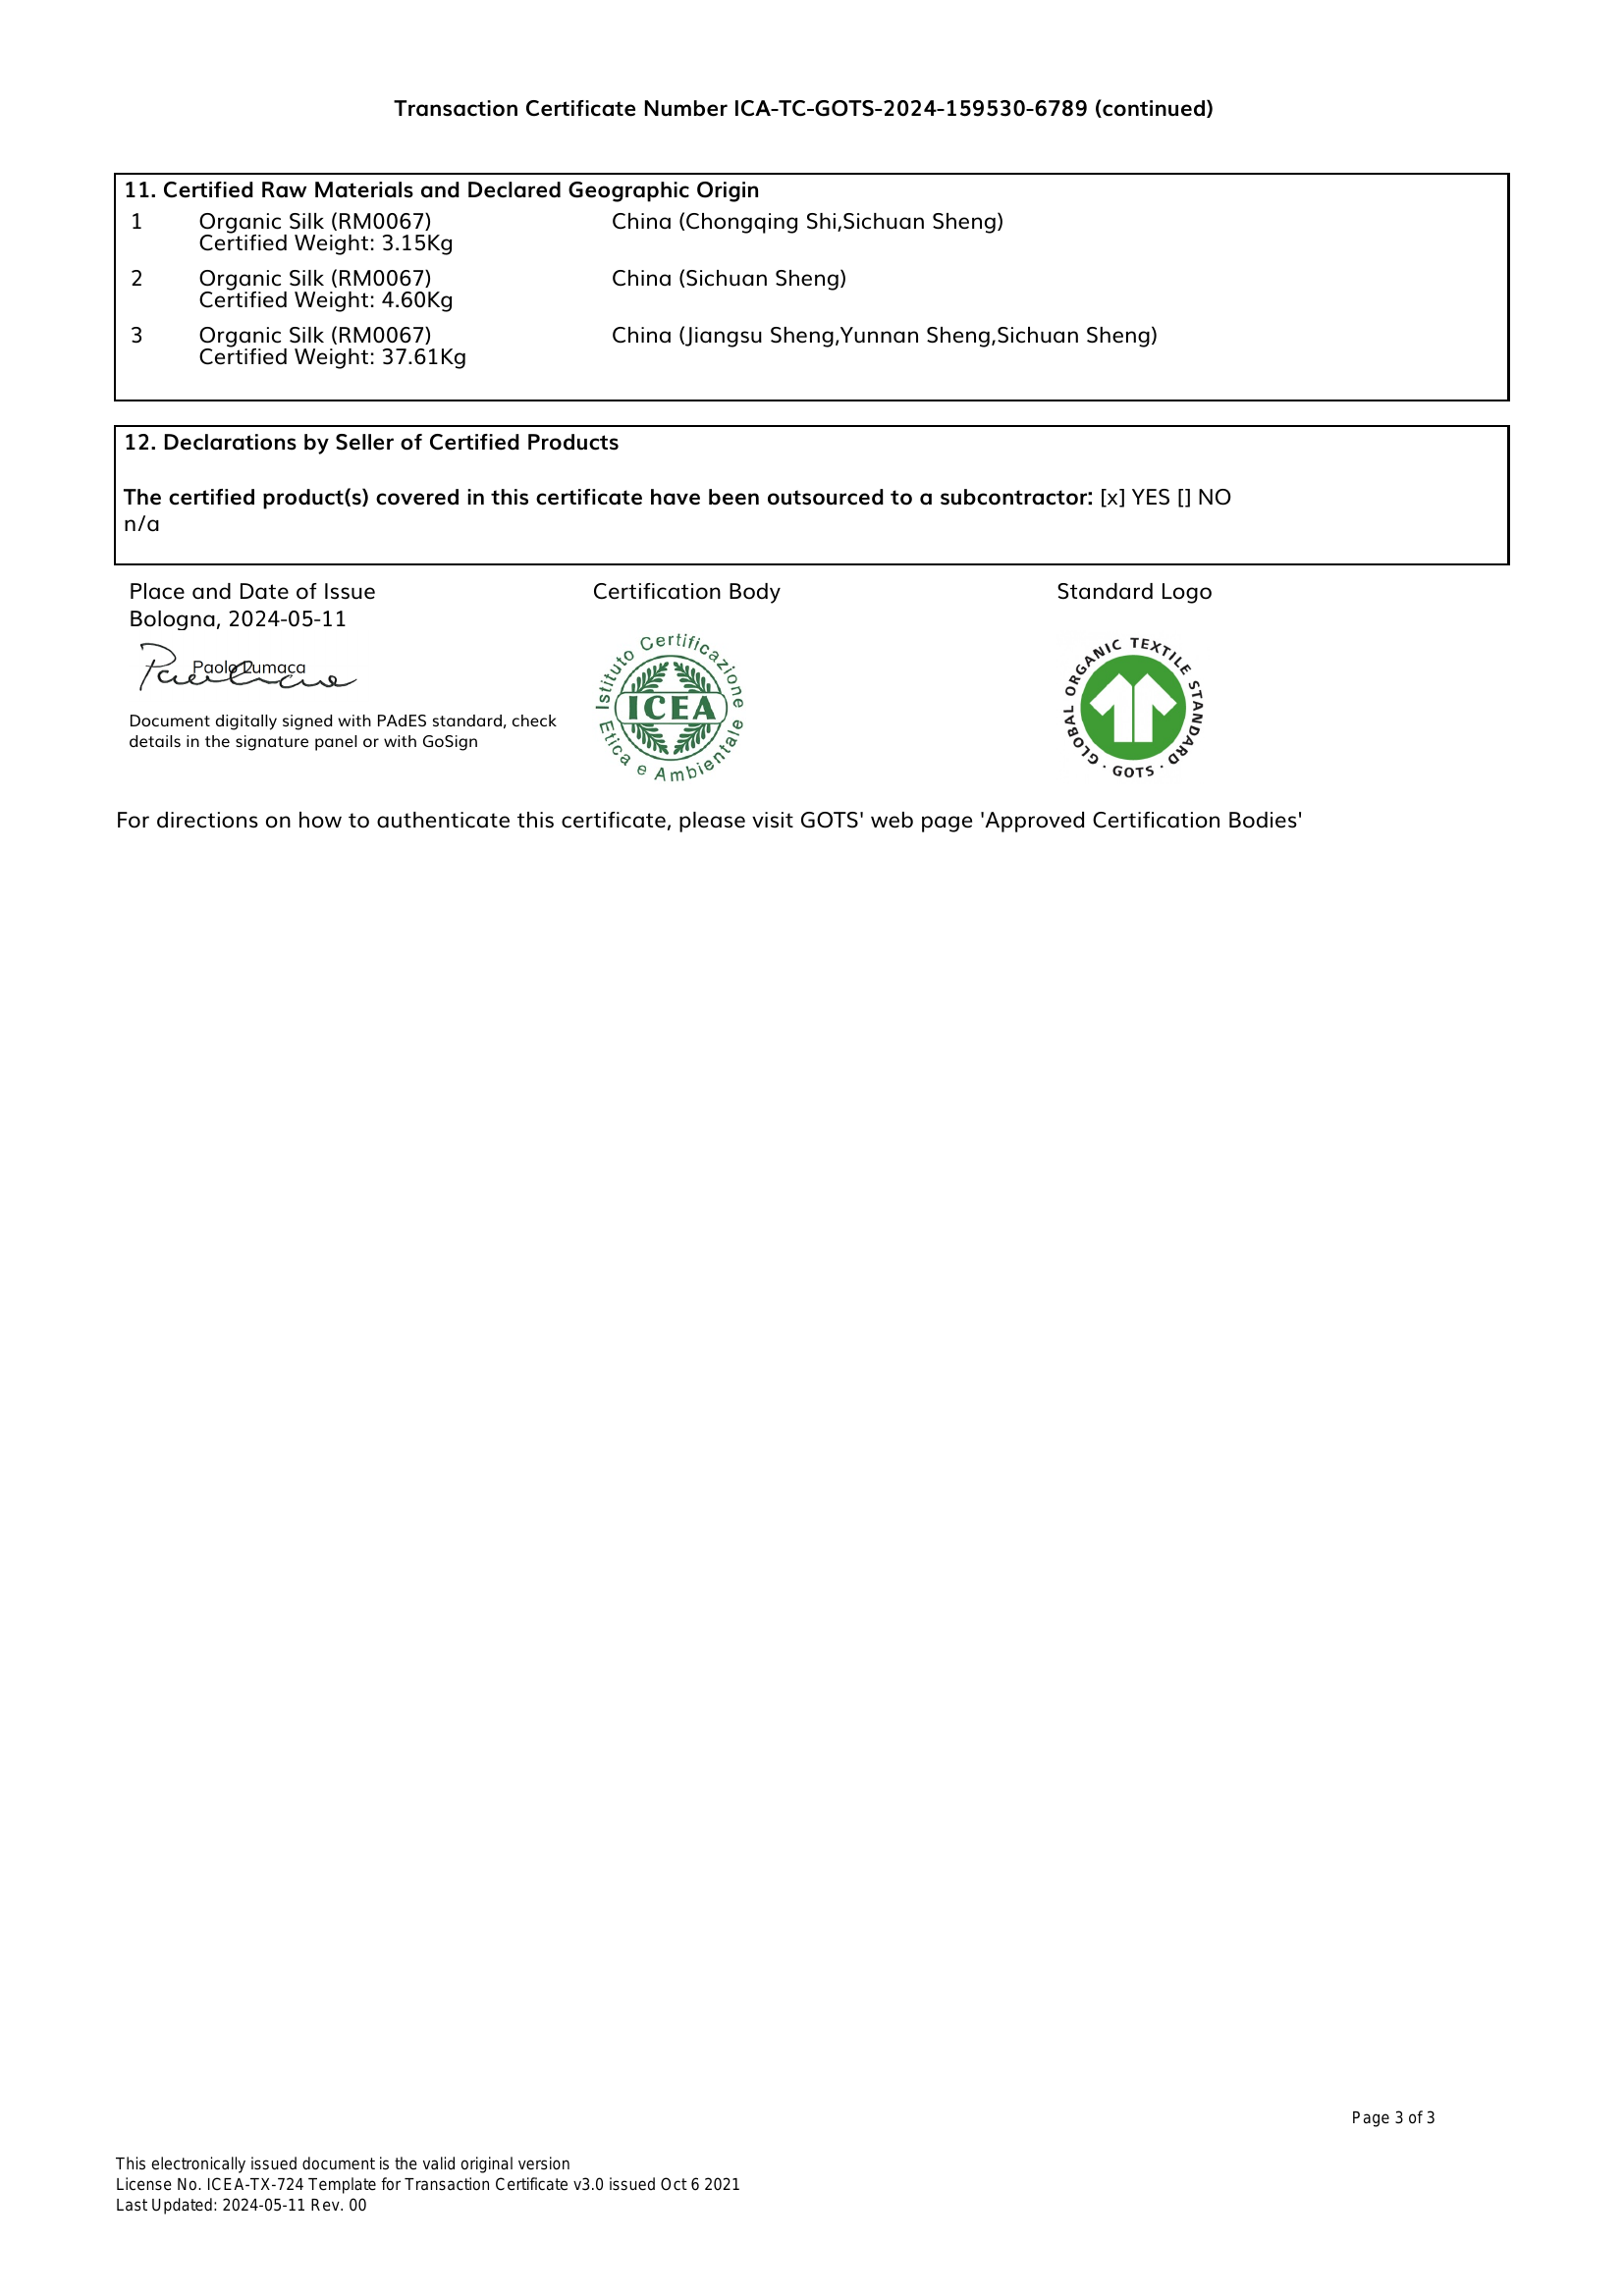 Transaction Certificate Number ICA-TC-GOTS-2024-159530-6789 (continued)
11. Certified Raw Materials and Declared Geographic Origin
1 Organic Silk (RM0067) China (Chongqing Shi,Sichuan Sheng)
Certified Weight: 3.15Kg
2 Organic Silk (RM0067) China (Sichuan Sheng)
Certified Weight: 4.60Kg
3 Organic Silk (RM0067) China (Jiangsu Sheng,Yunnan Sheng,Sichuan Sheng)
Certified Weight: 37.61Kg
12. Declarations by Seller of Certified Products
The certified product(s) covered in this certificate have been outsourced to a subcontractor: [x] YES [] NO
n/a
Place and Date of Issue Certification Body Standard Logo
Bologna, 2024-05-11
Paolo Lumaca
Document digitally signed with PAdES standard, check
details in the signature panel or with GoSign
Istituto Certificazione
ICEA
Etica e Ambientale
GLOBAL ORGANIC TEXTILE STANDARD · GOTS ·
For directions on how to authenticate this certificate, please visit GOTS' web page 'Approved Certification Bodies'
Page 3 of 3
This electronically issued document is the valid original version
License No. ICEA-TX-724 Template for Transaction Certificate v3.0 issued Oct 6 2021
Last Updated: 2024-05-11 Rev. 00